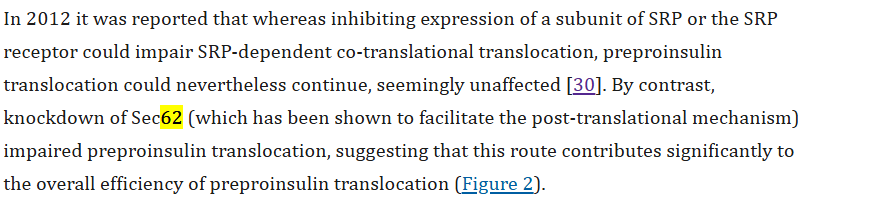 In 2012 it was reported that whereas inhibiting expression of a subunit of SRP or the SRP
receptor could impair SRP-dependent co-translational translocation, preproinsulin
translocation could nevertheless continue, seemingly unaffected [30]. By contrast,
knockdown of Sec62 (which has been shown to facilitate the post-translational mechanism)
impaired preproinsulin translocation, suggesting that this route contributes significantly to
the overall efficiency of preproinsulin translocation (Figure 2).